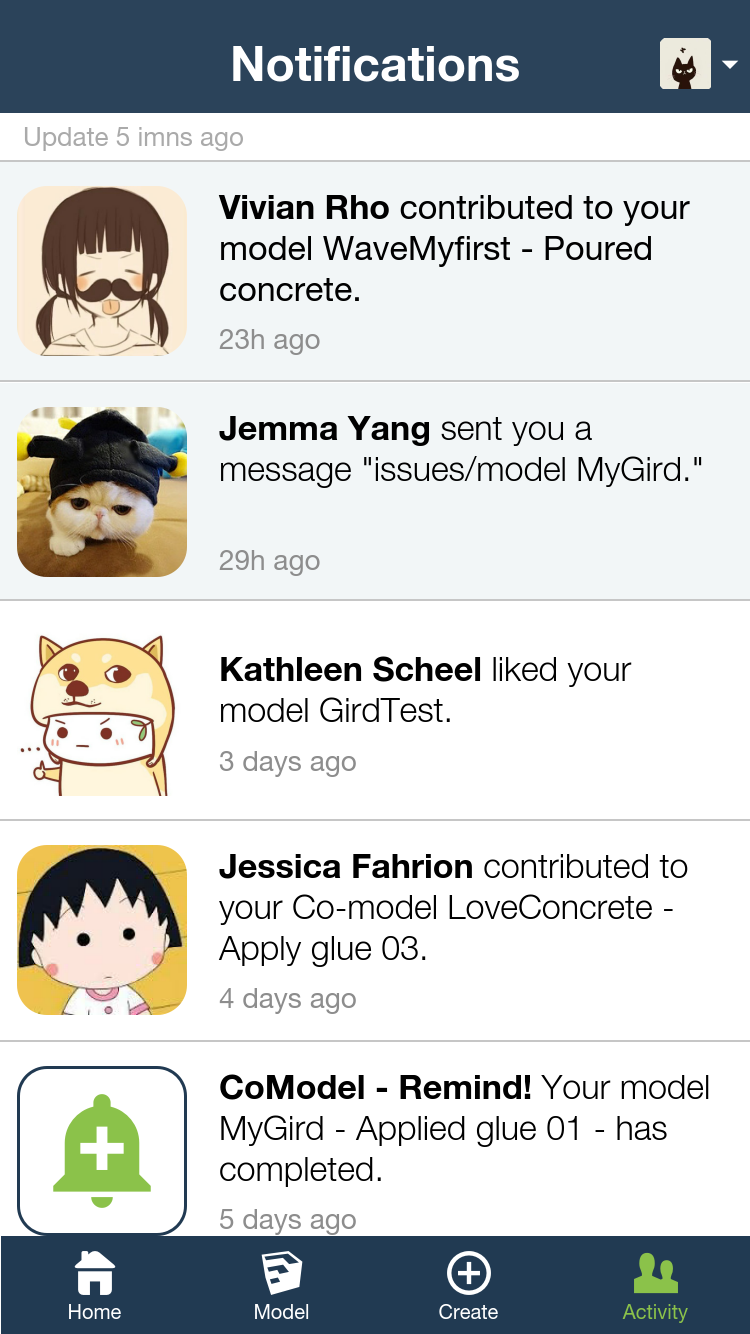 Notifications
Update 5 imns ago
Vivian Rho contributed to your
model WaveMyfirst - Poured
concrete.
23h ago
Jemma Yang sent you a
message "issues/model MyGird."
29h ago
Kathleen Scheel liked your
model GirdTest.
3 days ago
Jessica Fahrion contributed to
your Co-model LoveConcrete -
Apply glue 03.
4 days ago
CoModel - Remind! Your model
MyGird - Applied glue 01 - has
completed.
5 days ago
Home
Model
Create
Activity